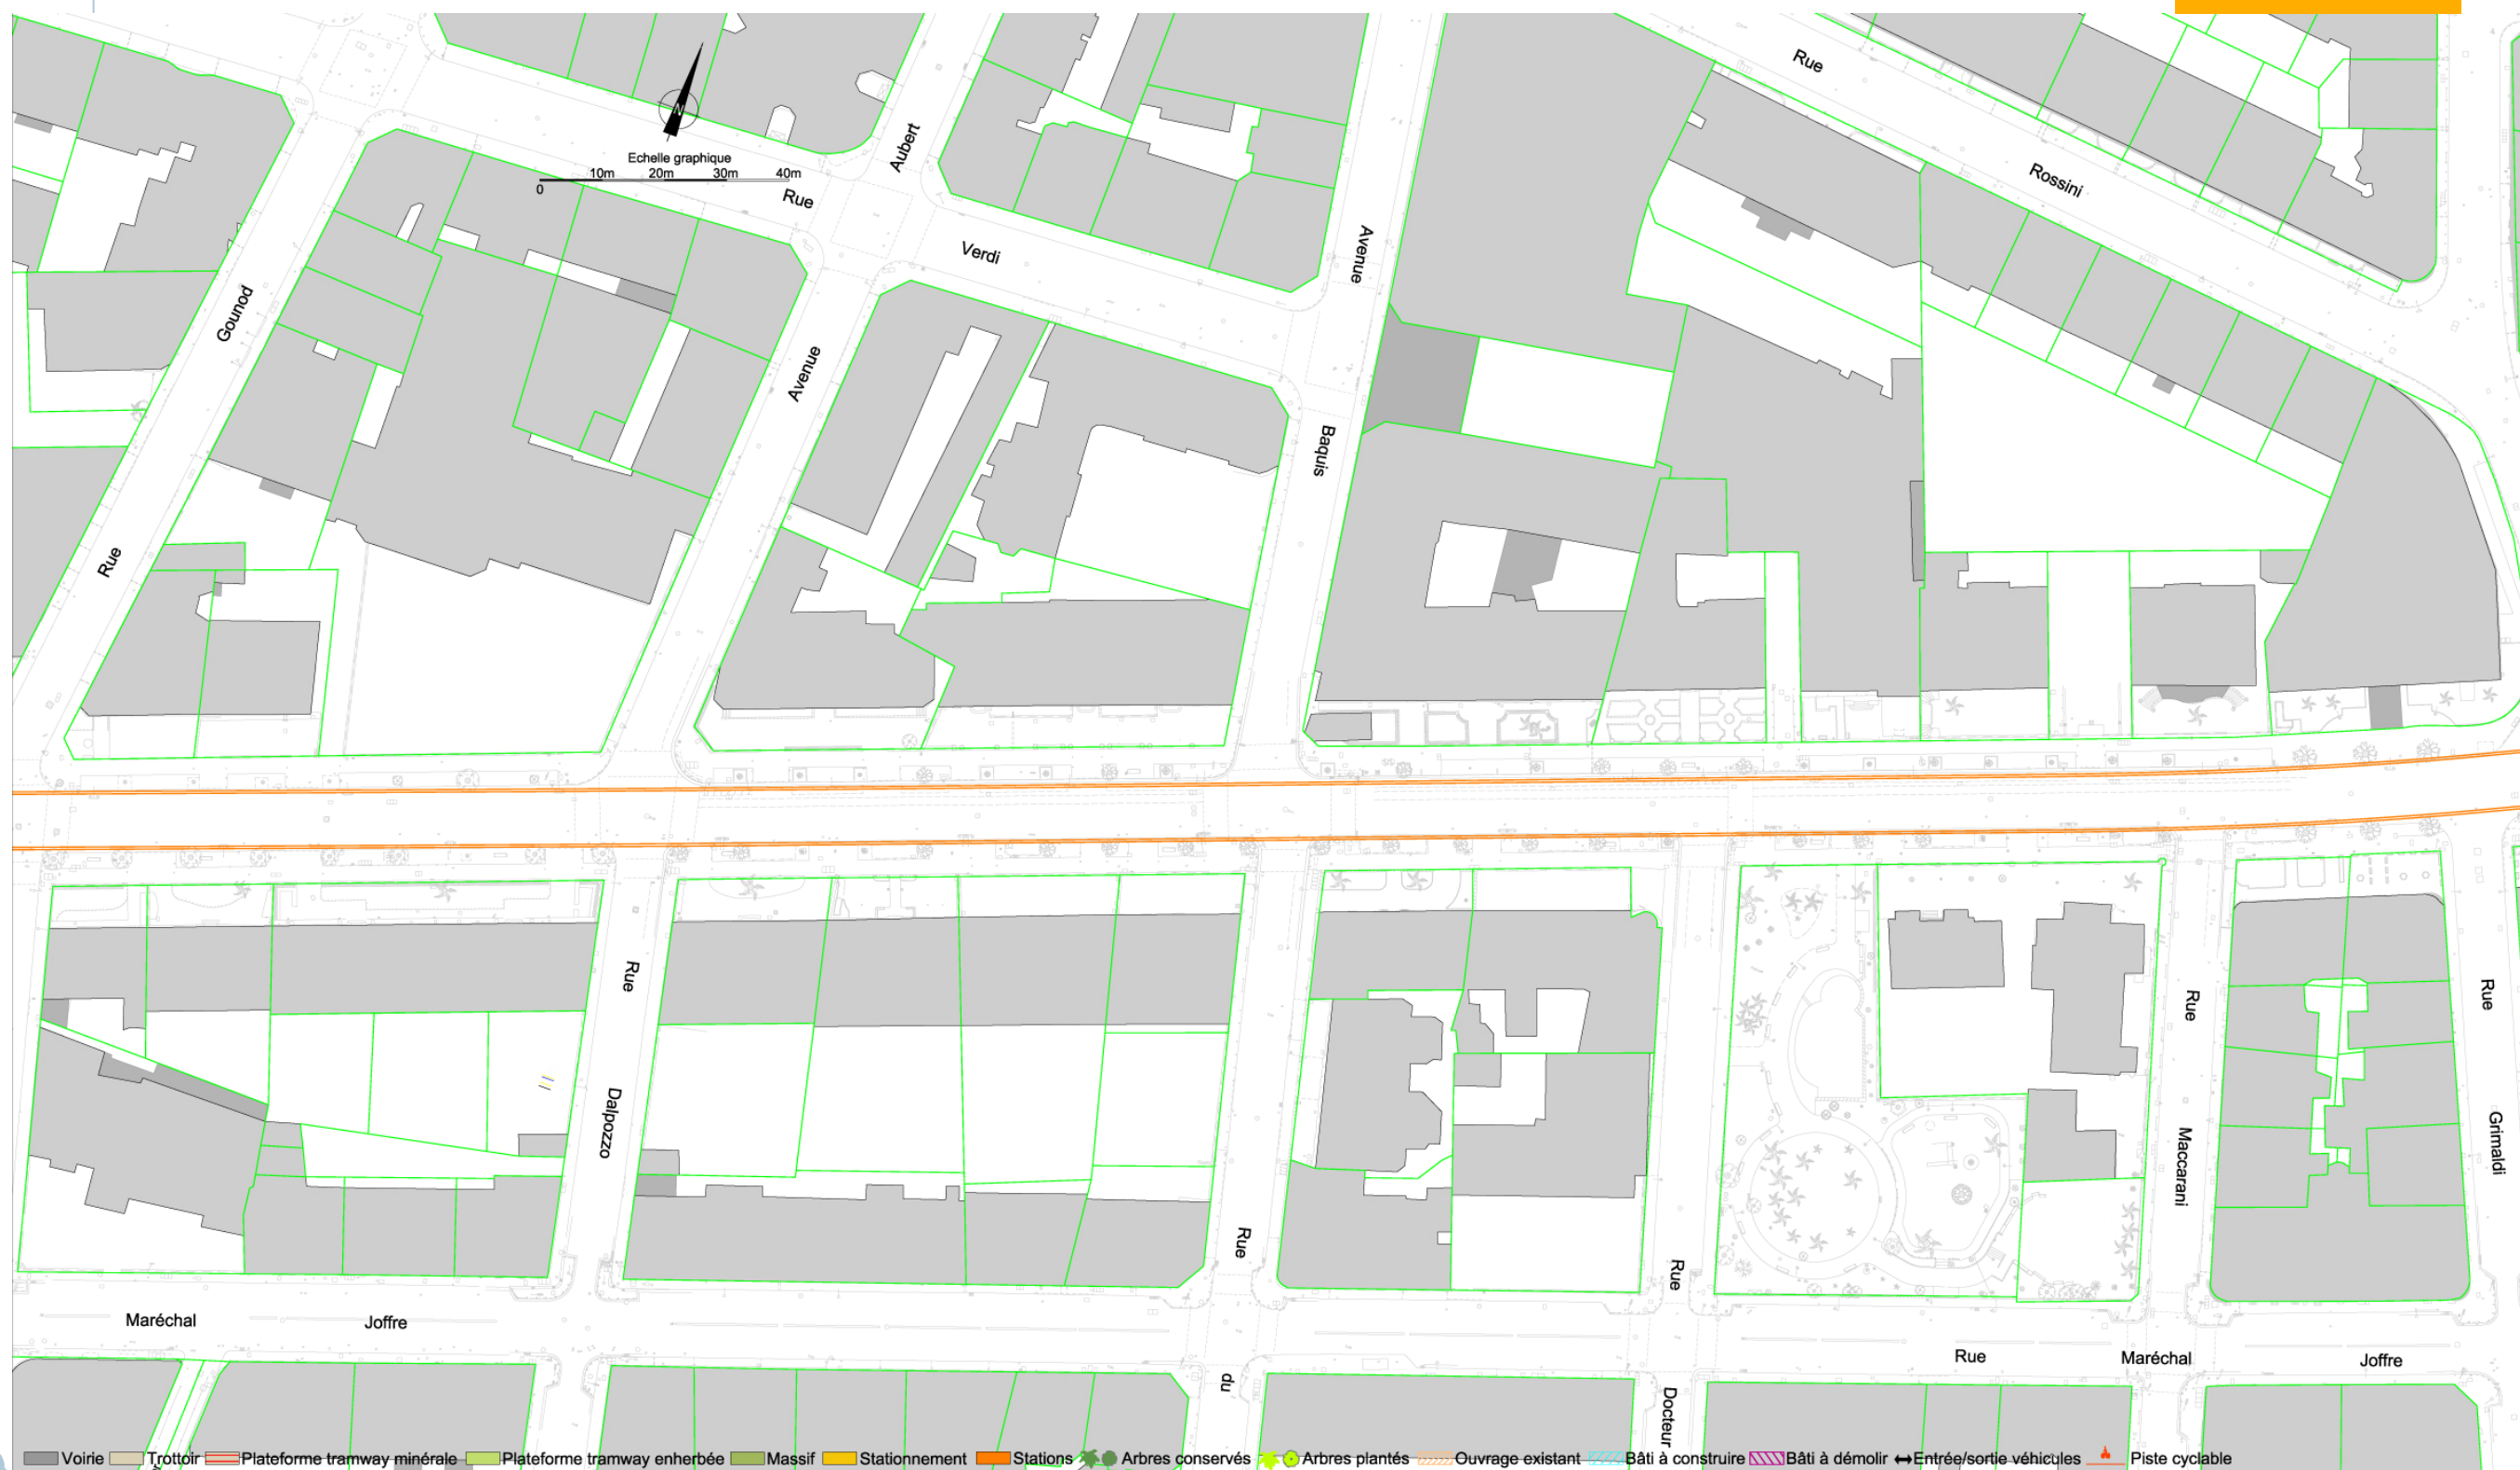 Rue
Aubert
N
Echelle graphique
0 10m 20m 30m 40m
Rue
Verdi
Avenue
Rossini
Gounod
Avenue
Baquis
Rue
Rue
Dalpozzo
Rue
Rue
Maccarani
Rue
Grimaldi
Rue
Rue
Maréchal Joffre
Rue Maréchal Joffre
du
Docteur
Voirie Trottoir Plateforme tramway minérale Plateforme tramway enherbée Massif Stationnement Stations Arbres conservés Arbres plantés Ouvrage existant Bâti à construire Bâti à démolir Entrée/sortie véhicules Piste cyclable